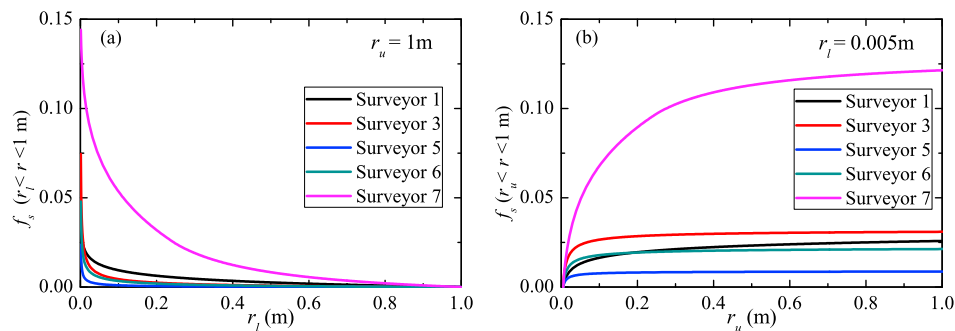 (a)
r_u = 1m
f_s (r_l < r <1 m)
0.15
0.10
0.05
0.00
Surveyor 1
Surveyor 3
Surveyor 5
Surveyor 6
Surveyor 7
0.0 0.2 0.4 0.6 0.8 1.0
r_l (m)
(b)
r_l = 0.005m
f_s (r_u < r <1 m)
0.15
0.10
0.05
0.00
Surveyor 1
Surveyor 3
Surveyor 5
Surveyor 6
Surveyor 7
0.0 0.2 0.4 0.6 0.8 1.0
r_u (m)